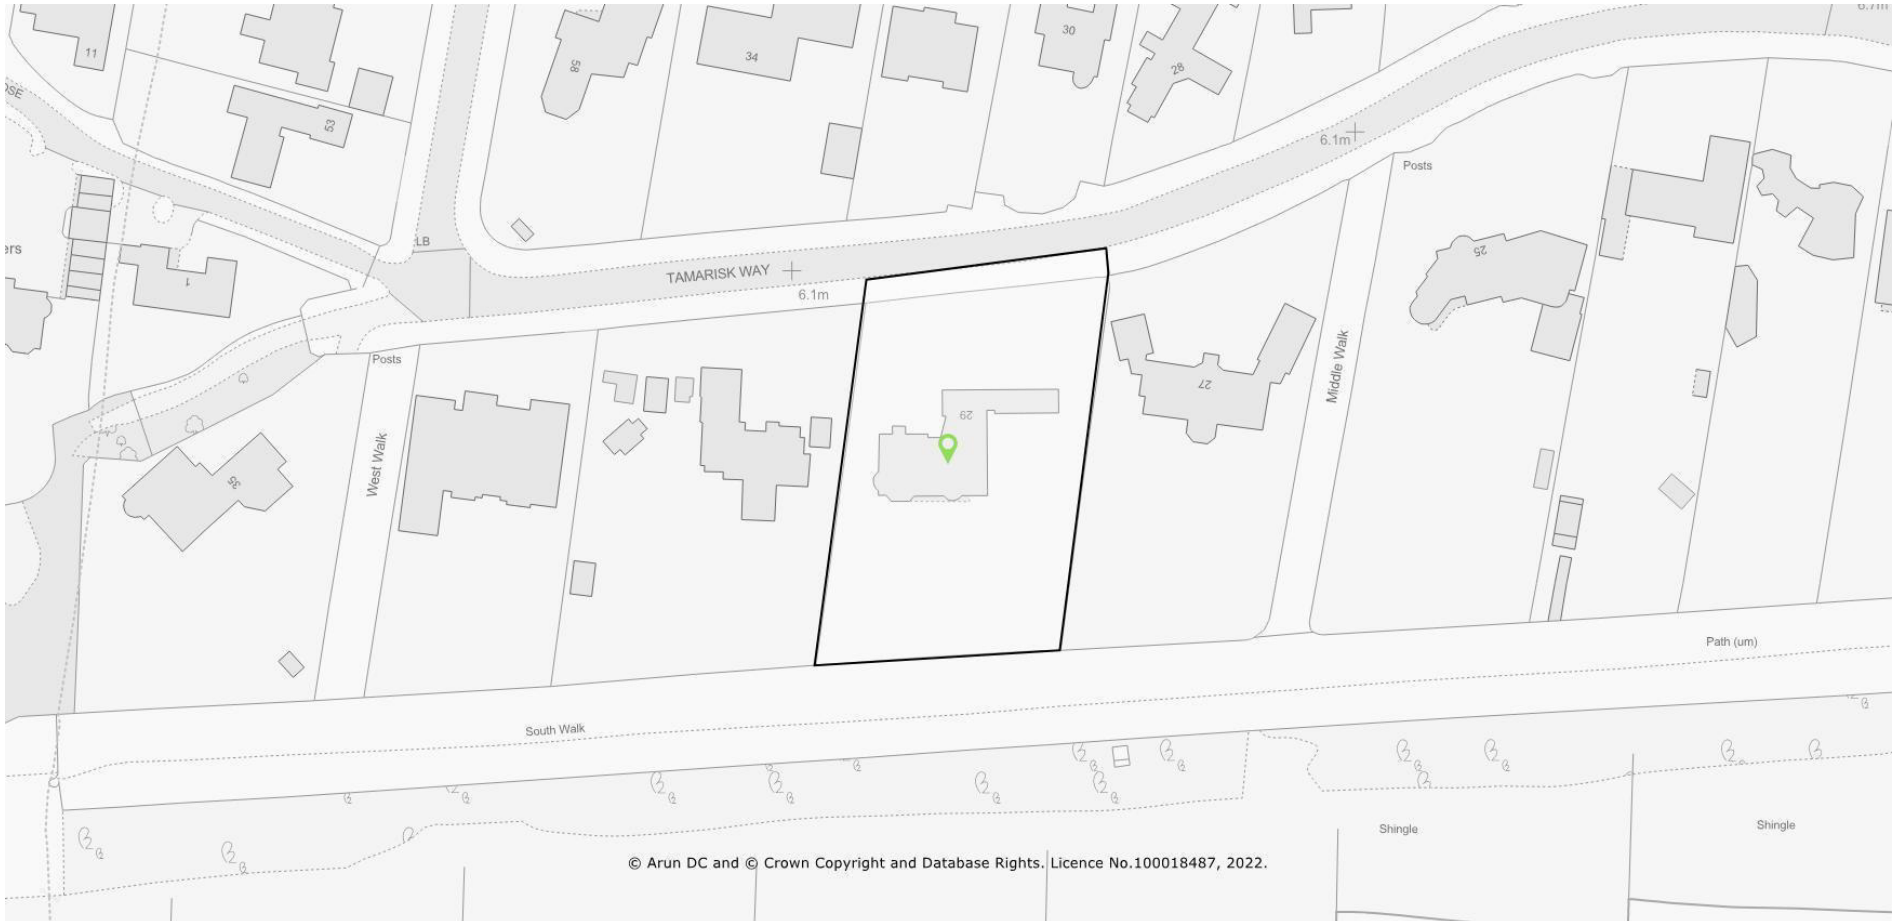 6.7m
11
58
34
30
28
OSE
53
6.1m
Posts
LB
ers
1
TAMARISK WAY
6.1m
25
Posts
Middle Walk
27
29
West Walk
35
Path (um)
South Walk
Shingle
Shingle
© Arun DC and © Crown Copyright and Database Rights. Licence No.100018487, 2022.